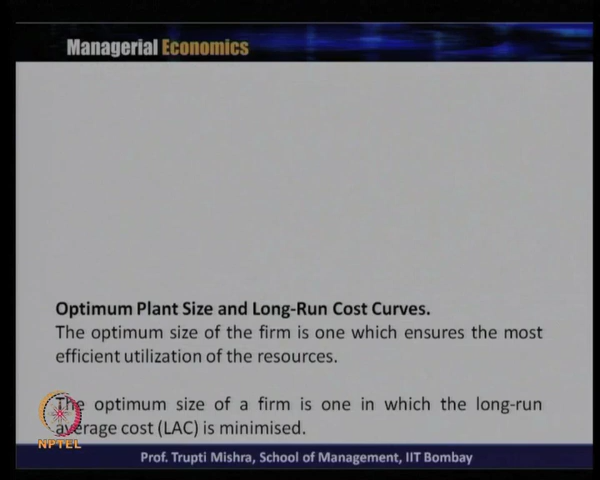 Managerial Economics
Optimum Plant Size and Long-Run Cost Curves.
The optimum size of the firm is one which ensures the most
efficient utilization of the resources.
The optimum size of a firm is one in which the long-run
average cost (LAC) is minimised.
NPTEL
Prof. Trupti Mishra, School of Management, IIT Bombay